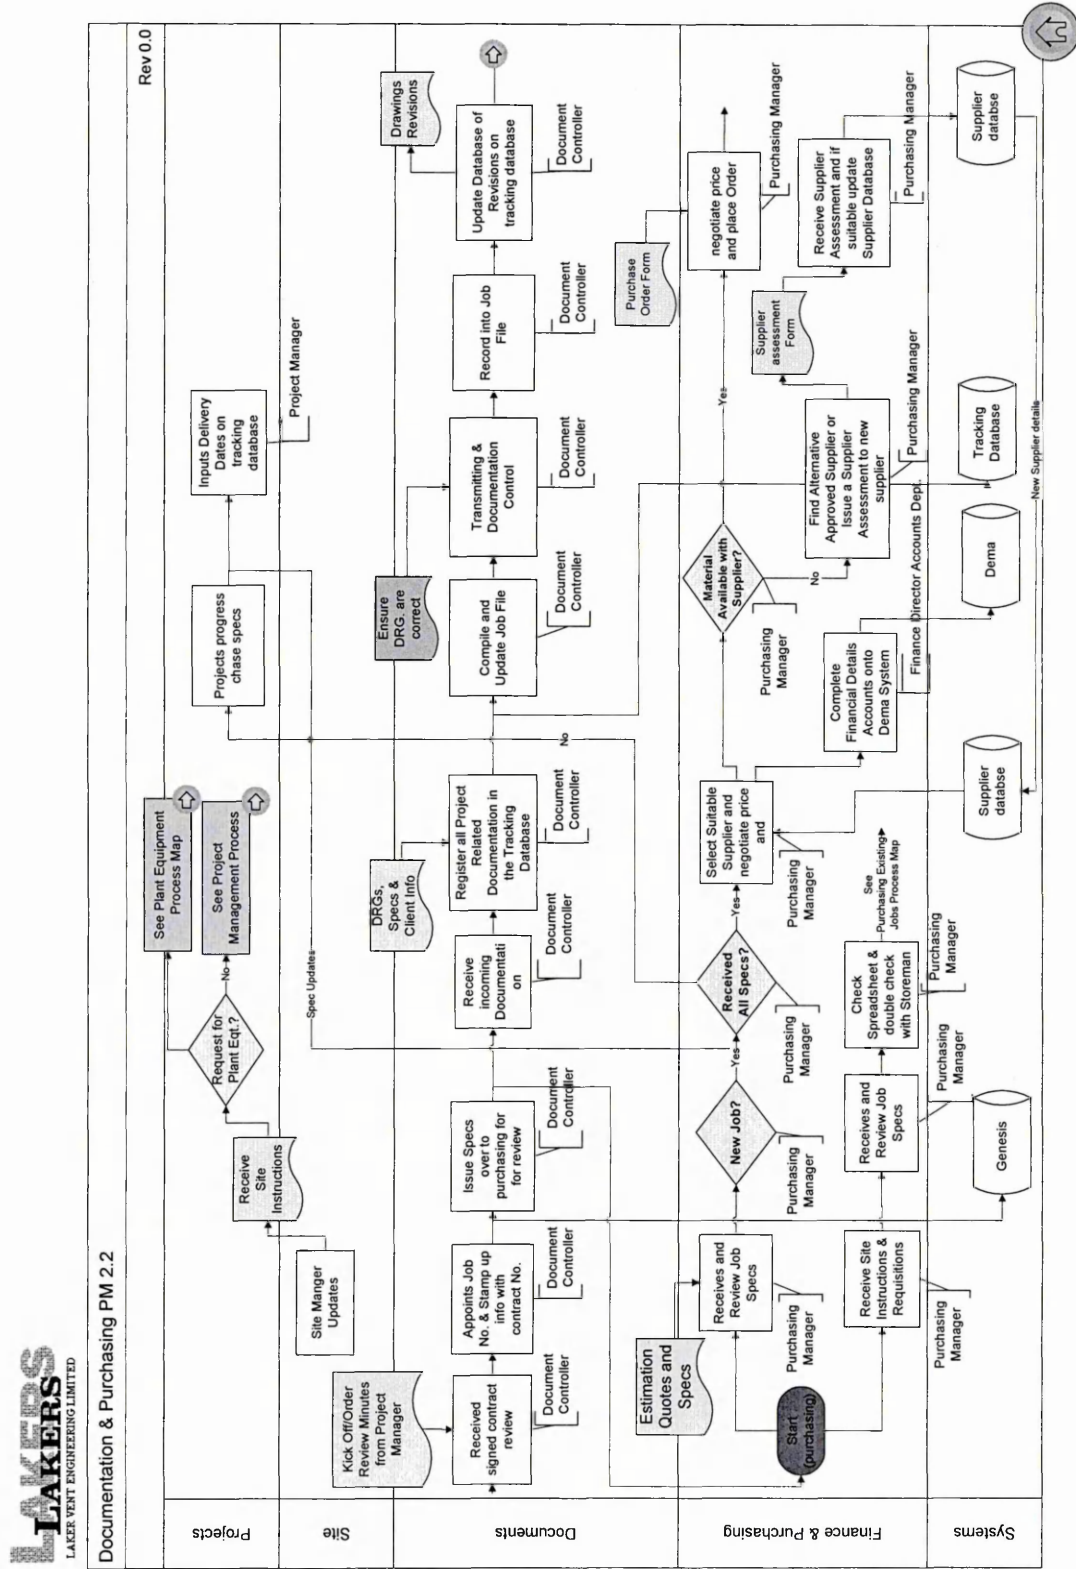 LAKERS
LAKERS
LAKER VENT ENGINEERING LIMITED
Documentation & Purchasing PM 2.2
Rev 0.0
Projects
See Plant Equipment
Process Map
See Project
Management Process
No
Request for
Plant Eqt.?
Receive
Site
Instructions
Projects progress
chase specs
Inputs Delivery
Dates on
tracking
database
Project Manager
Site
Site Manger
Updates
Spec Updates
Documents
Kick Off/Order
Review Minutes
from Project
Manager
Received
signed contract
review
Document
Controller
Appoints Job
No. & Stamp up
info with
contract No.
Document
Controller
Issue Specs
over to
purchasing for
review
Document
Controller
Receive
incoming
Documentati
on
Document
Controller
DRGs,
Specs &
Client Info
Register all Project
Related
Documentation in
the Tracking
Database
Document
Controller
No
Compile and
Update Job File
Document
Controller
Ensure
DRG. are
correct
Transmitting &
Documentation
Control
Document
Controller
Record into Job
File
Document
Controller
Update Database of
Revisions on
tracking database
Document
Controller
Drawings
Revisions
Finance & Purchasing
Estimation
Quotes and
Specs
Start
(purchasing)
Receives and
Review Job
Specs
Purchasing
Manager
New Job?
Purchasing
Manager
Yes
Received
All Specs?
Purchasing
Manager
Yes
Select Suitable
Supplier and
negotiate price
and
Purchasing
Manager
Material
Available with
Supplier?
Purchasing
Manager
Yes
No
Purchase
Order Form
negotiate price
and place Order
Purchasing Manager
Receive Site
Instructions &
Requisitions
Purchasing
Manager
Receives and
Review Job
Specs
Purchasing
Manager
Check
Spreadsheet &
double check
with Storeman
Purchasing
Manager
See
Purchasing Existing
Jobs Process Map
Complete
Financial Details
Accounts onto
Dema System
Finance Director Accounts Dept.
Find Alternative
Approved Supplier or
Issue a Supplier
Assessment to new
supplier
Purchasing Manager
Supplier
assessment
Form
Receive Supplier
Assessment and if
suitable update
Supplier Database
Purchasing Manager
Systems
Genesis
Supplier
databse
Dema
Tracking
Database
Supplier
databse
New Supplier details